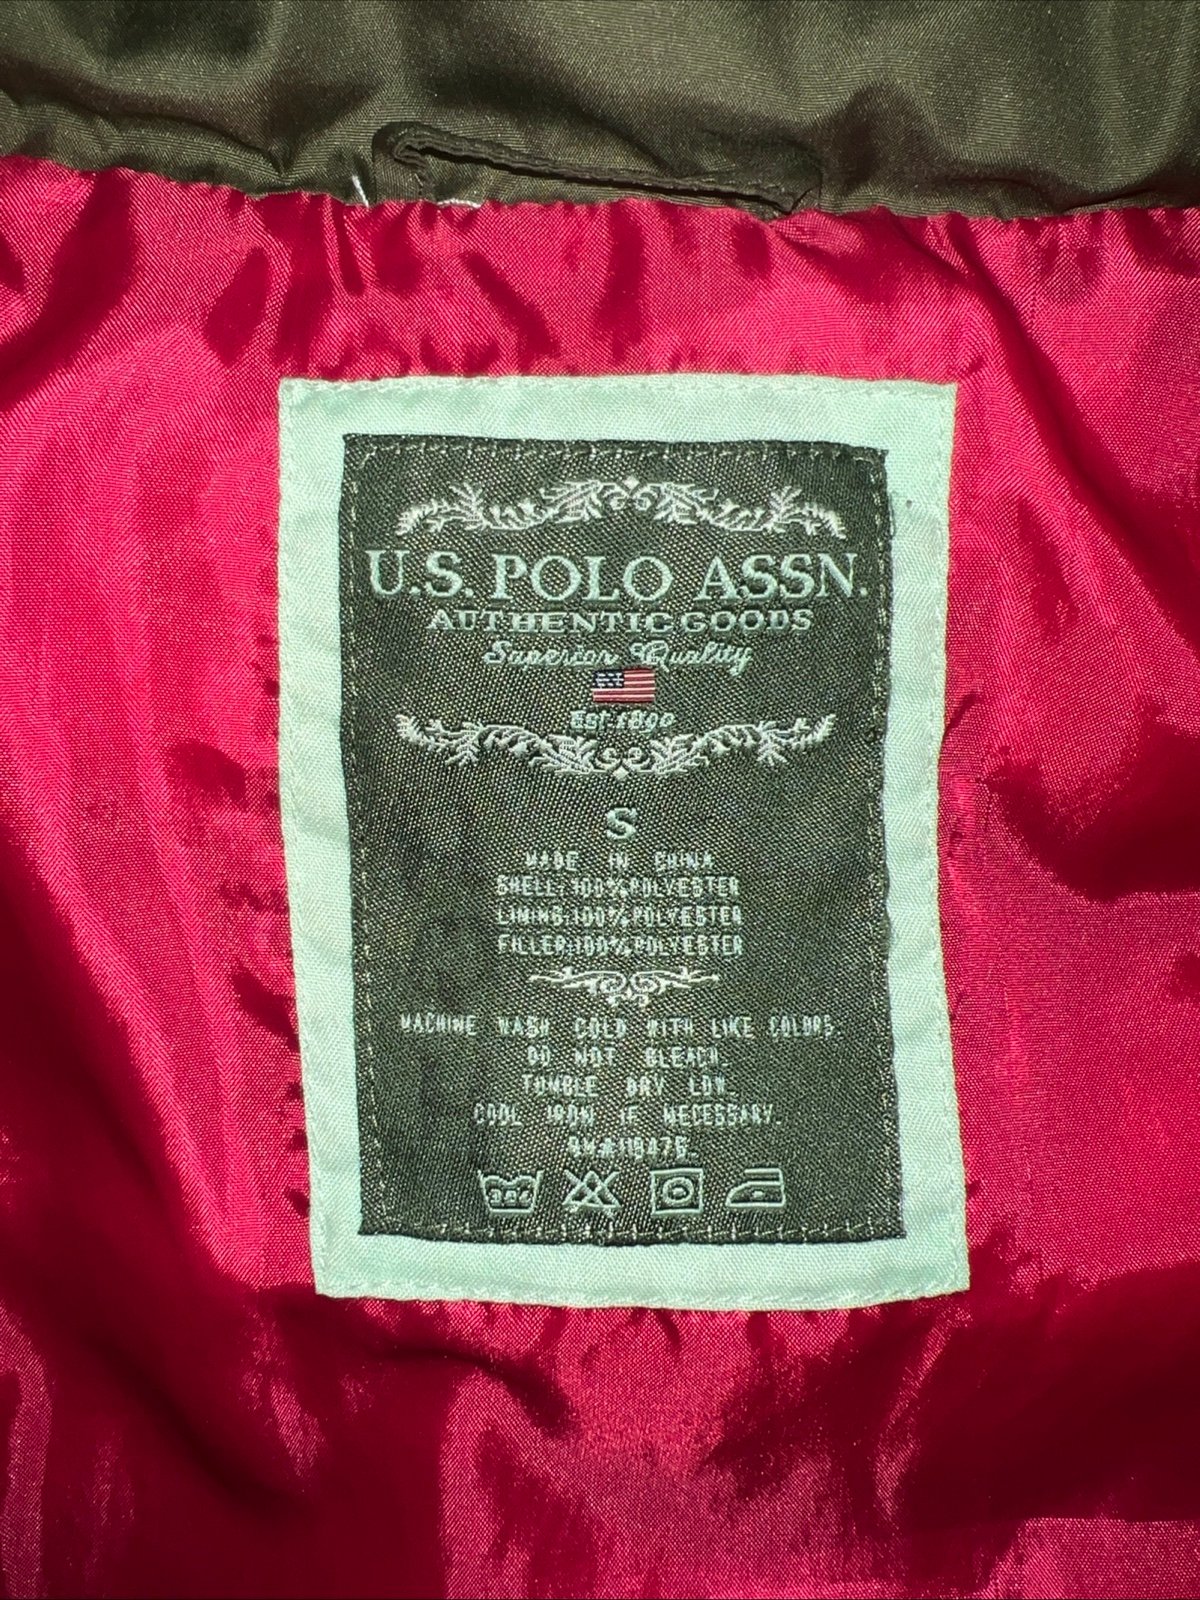 U.S. POLO ASSN.
AUTHENTIC GOODS
Superior Quality
Est. 1890
S
MADE IN CHINA
SHELL:100%POLYESTER
LINING:100%POLYESTER
FILLER:100%POLYESTER
MACHINE WASH COLD WITH LIKE COLORS.
DO NOT BLEACH.
TUMBLE DRY LOW.
COOL IRON IF NECESSARY.